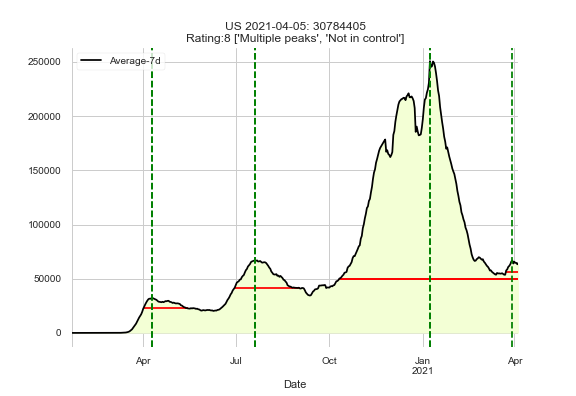 US 2021-04-05: 30784405
Rating:8 ['Multiple peaks', 'Not in control']
Average-7d
250000
200000
150000
100000
50000
0
Apr
Jul
Oct
Jan
2021
Apr
Date